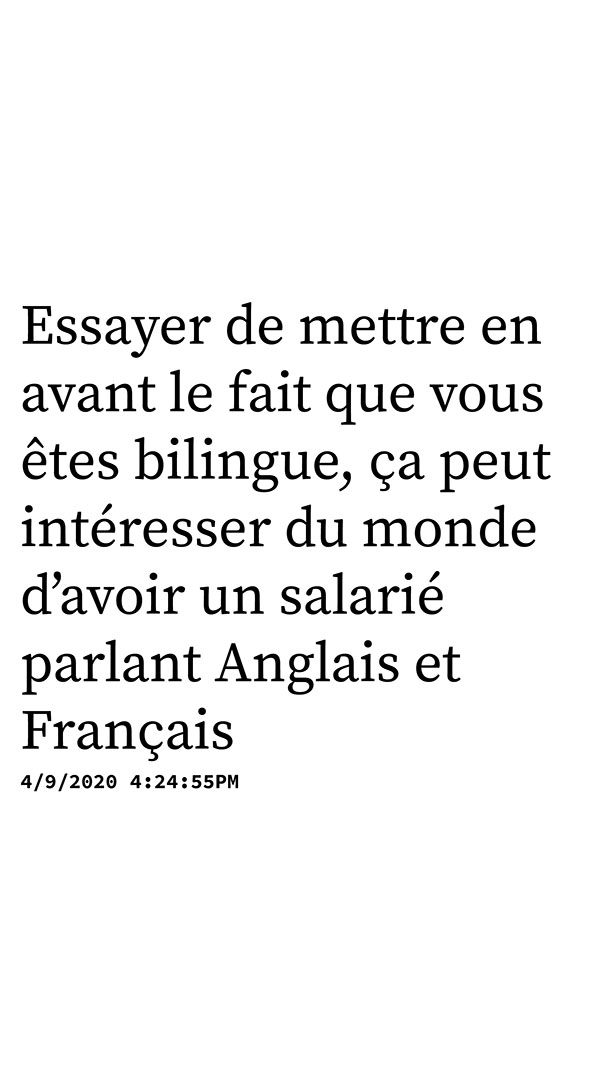 Essayer de mettre en
avant le fait que vous
êtes bilingue, ça peut
intéresser du monde
d’avoir un salarié
parlant Anglais et
Français
4/9/2020 4:24:55PM